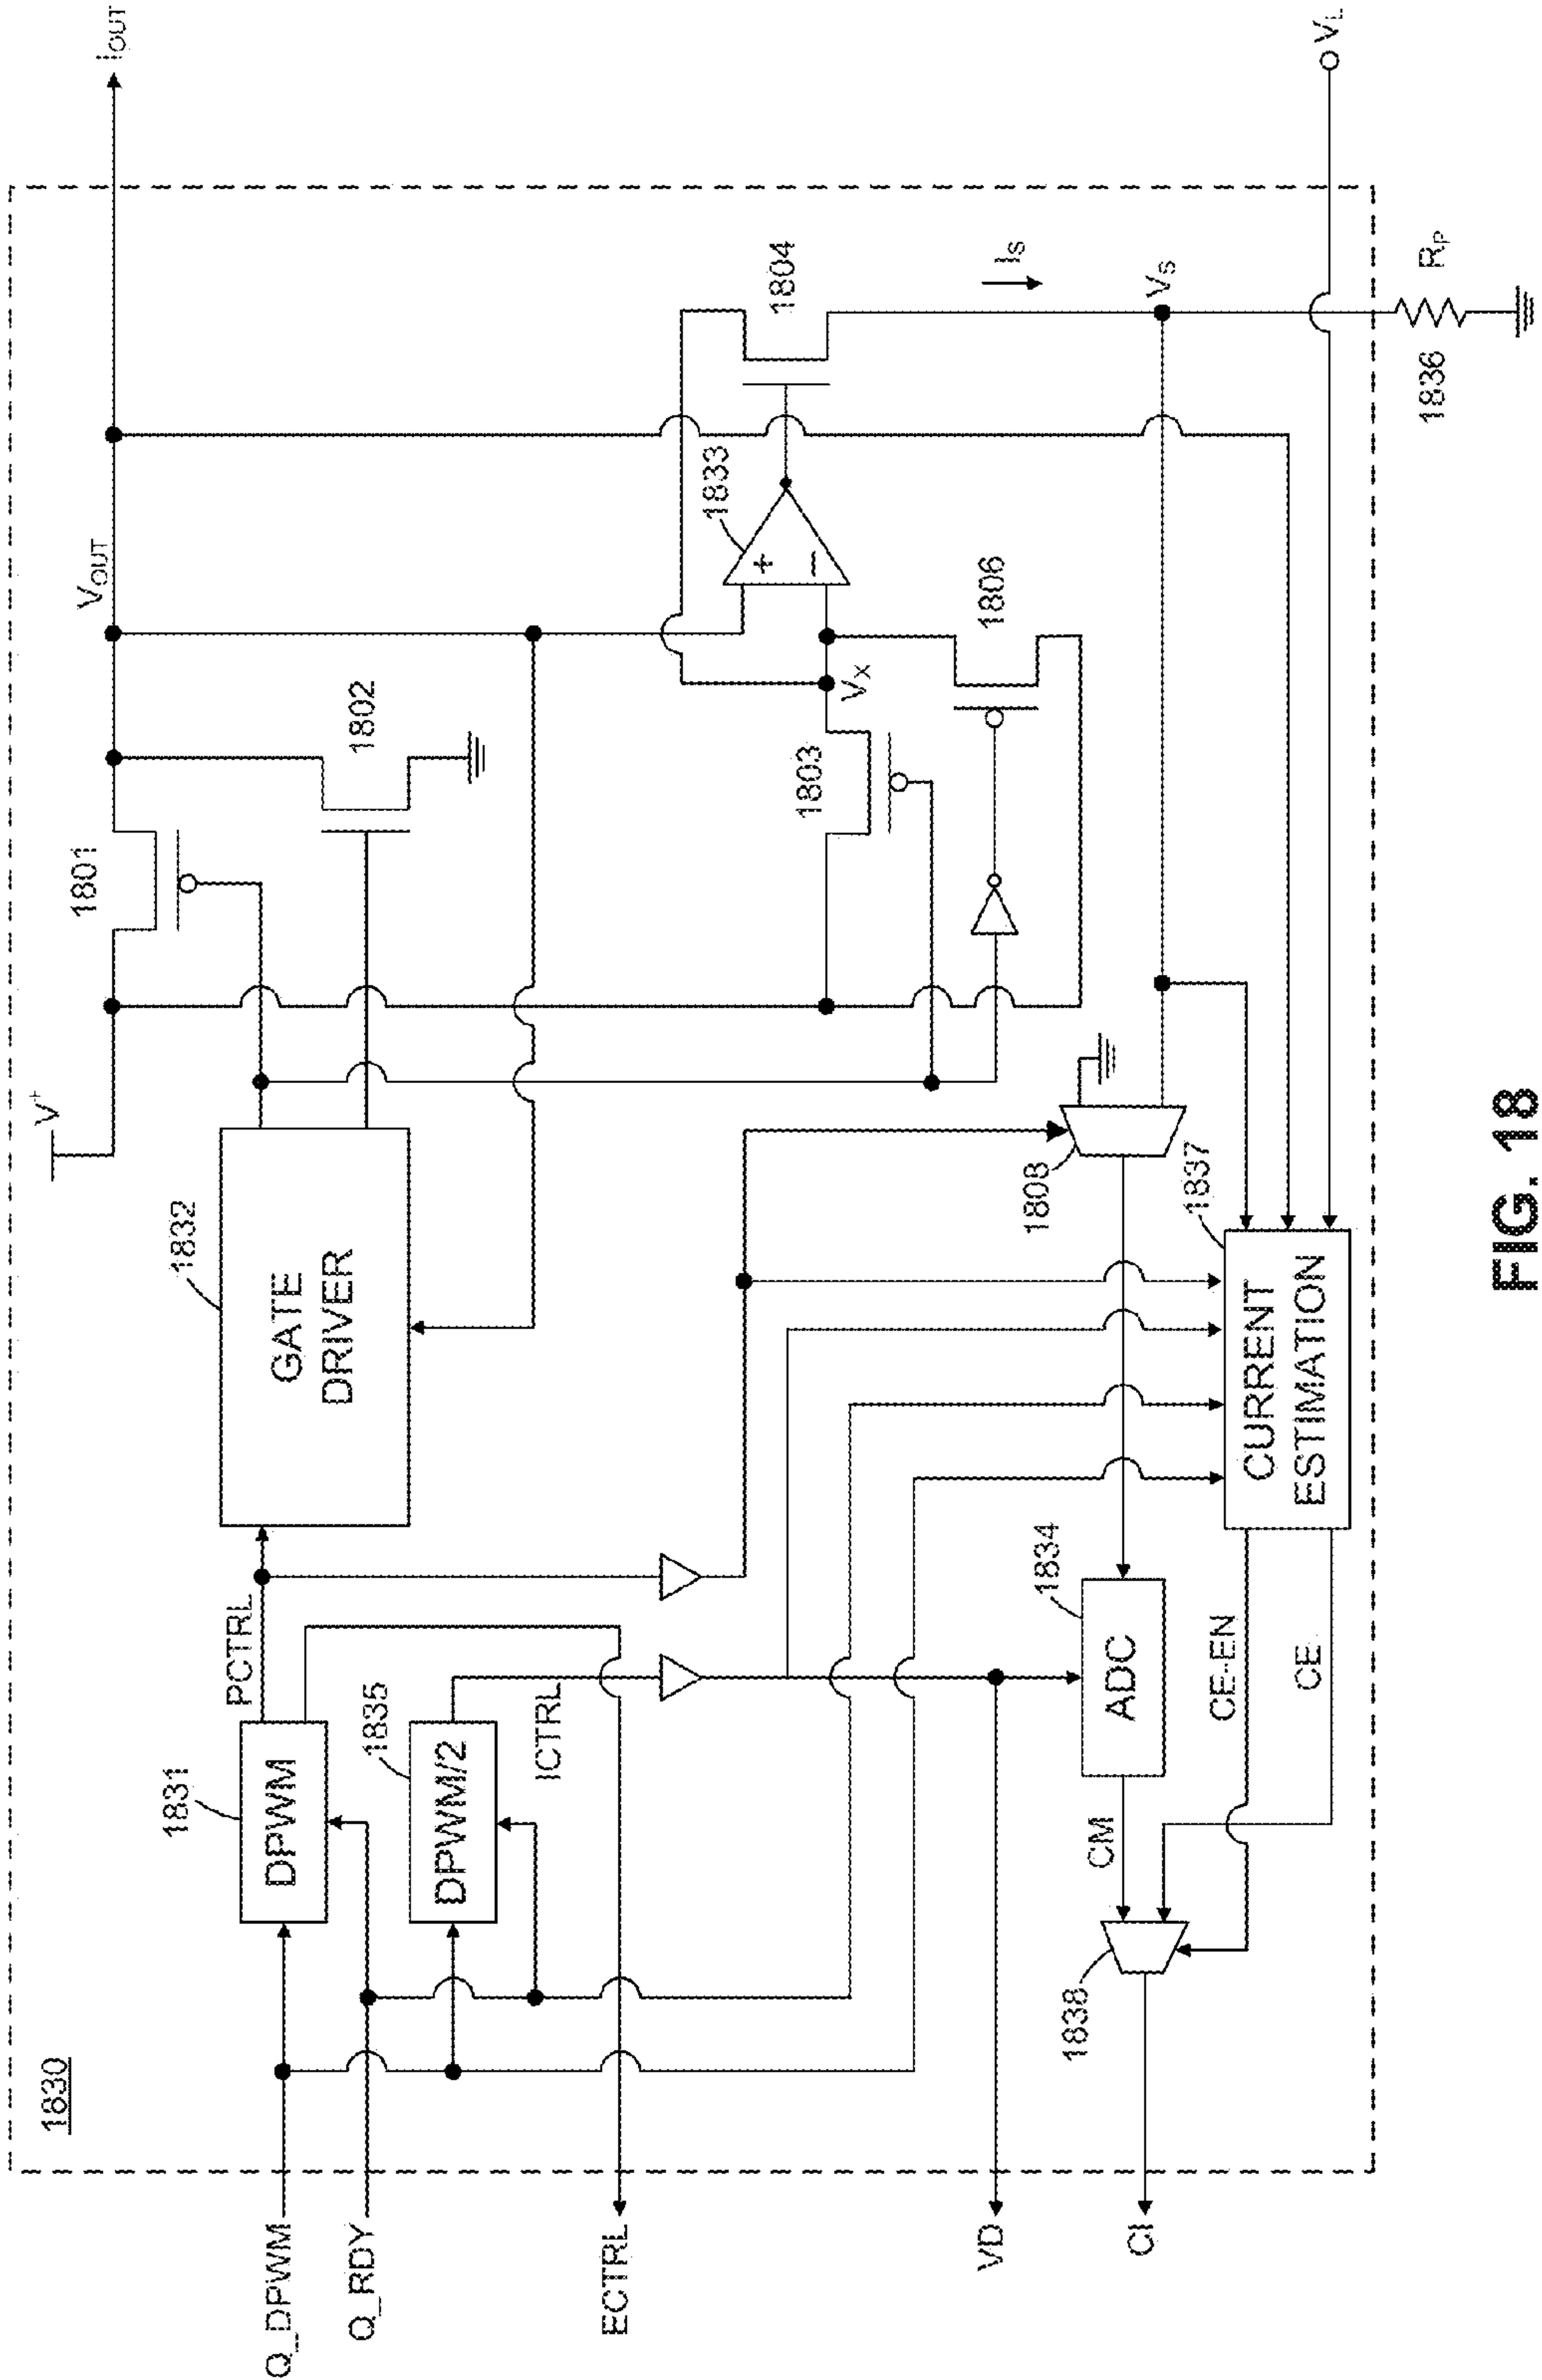 1830
Q_DPWM
Q_RDY
ECTRL
VD
CI
1831
DPWM
PCTRL
1835
DPWM/2
ICTRL
1832
GATE
DRIVER
V+
1801
1802
VOUT
IOUT
1803
VX
1833
+
−
1804
1806
IS
VS
1808
1834
ADC
CM
1838
CE-EN
CE
1837
CURRENT
ESTIMATION
1836
RP
VL
FIG. 18